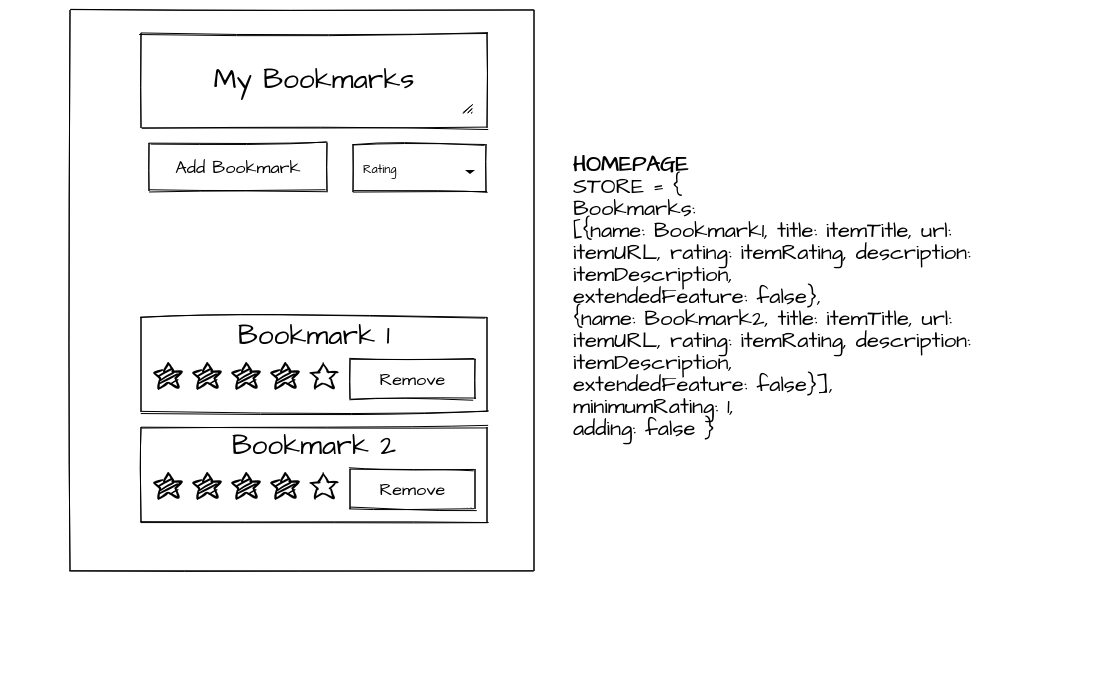 My Bookmarks
Add Bookmark
Rating
Bookmark 1
Remove
Bookmark 2
Remove
HOMEPAGE
STORE = {
Bookmarks:
[{name: Bookmark1, title: itemTitle, url:
itemURL, rating: itemRating, description:
itemDescription,
extendedFeature: false},
{name: Bookmark2, title: itemTitle, url:
itemURL, rating: itemRating, description:
itemDescription,
extendedFeature: false}],
minimumRating: 1,
adding: false }